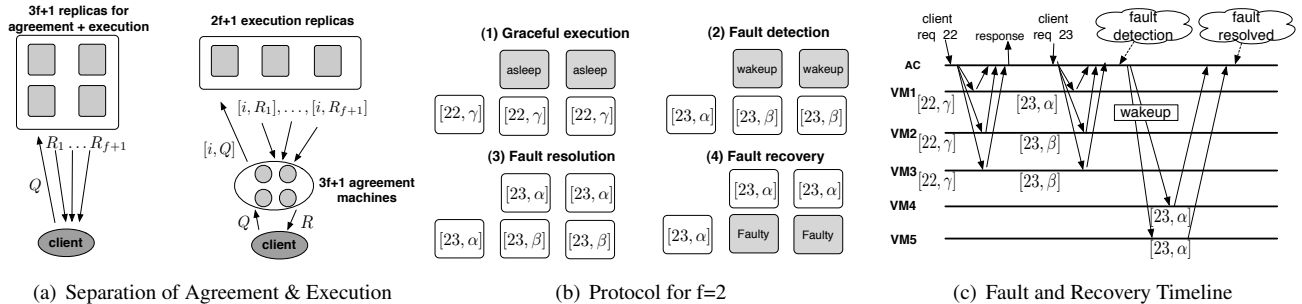 3f+1 replicas for
agreement + execution
R₁ … R_{f+1}
Q
client
2f+1 execution replicas
[i, R₁], …, [i, R_{f+1}]
[i, Q]
3f+1 agreement
machines
Q
R
client
(a) Separation of Agreement & Execution
(1) Graceful execution
asleep asleep
[22, γ] [22, γ] [22, γ]
(2) Fault detection
wakeup wakeup
[23, α] [23, β] [23, β]
(3) Fault resolution
[23, α] [23, α]
[23, α] [23, β] [23, β]
(4) Fault recovery
[23, α] [23, α]
[23, α] Faulty Faulty
(b) Protocol for f=2
client
req 22
response
client
req 23
fault
detection
fault
resolved
AC
VM1
[22, γ] [23, α]
wakeup
VM2
[22, γ] [23, β]
VM3
[22, γ] [23, β]
VM4
[23, α]
VM5
[23, α]
(c) Fault and Recovery Timeline